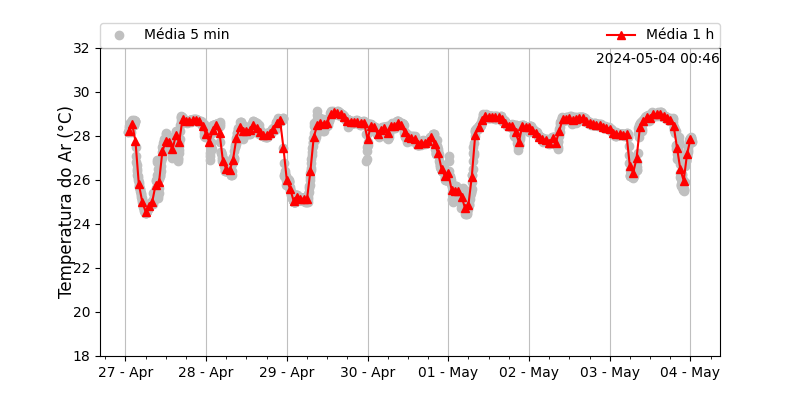 Média 5 min
Média 1 h
2024-05-04 00:46
Temperatura do Ar (°C)
32
30
28
26
24
22
20
18
27 - Apr
28 - Apr
29 - Apr
30 - Apr
01 - May
02 - May
03 - May
04 - May